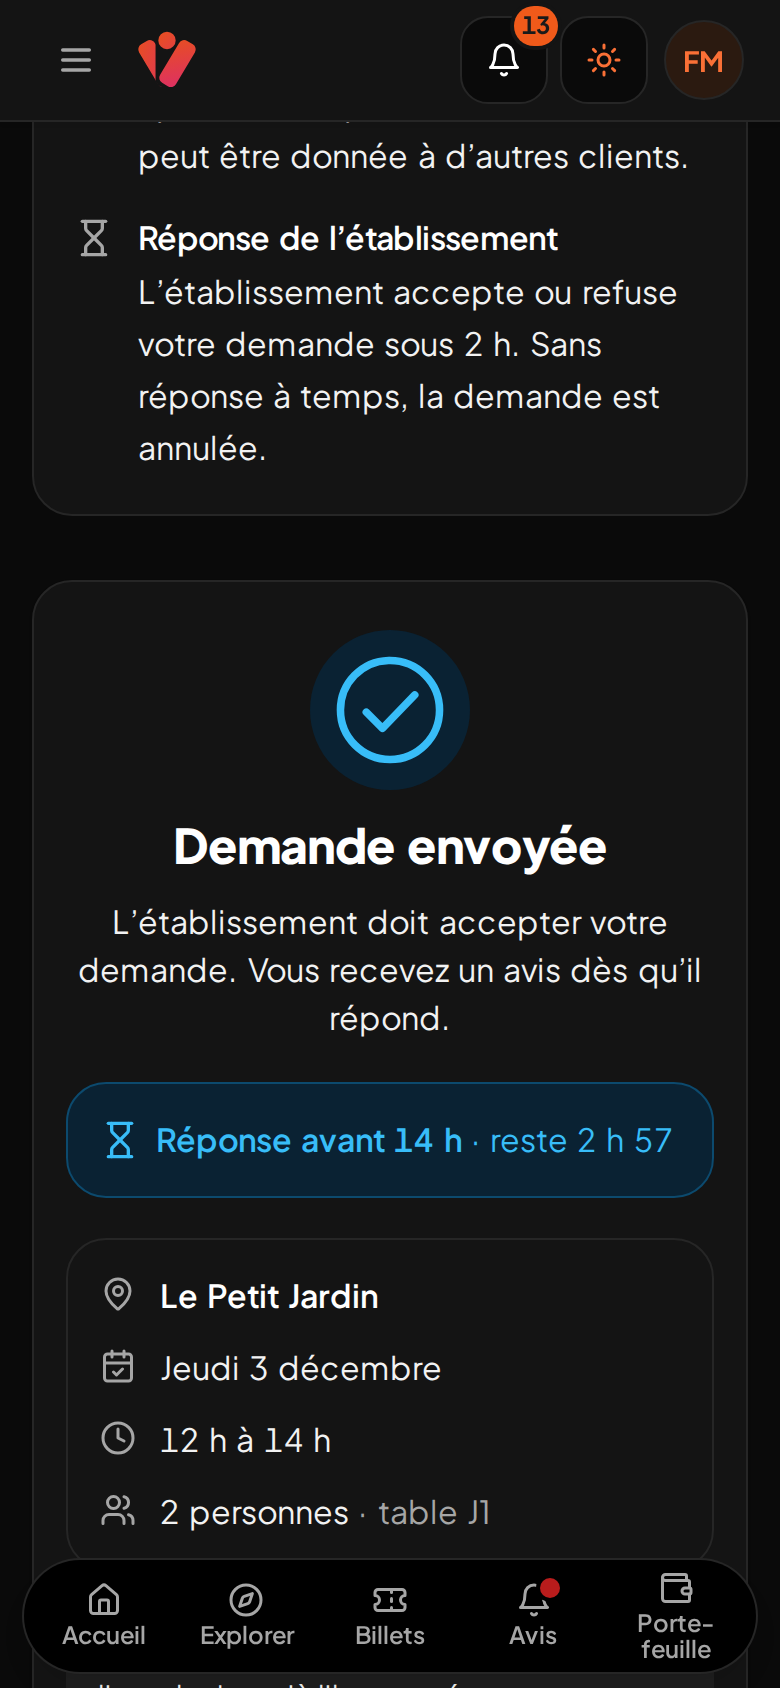 13
FM
peut être donnée à d’autres clients.
Réponse de l’établissement
L’établissement accepte ou refuse
votre demande sous 2 h. Sans
réponse à temps, la demande est
annulée.
Demande envoyée
L’établissement doit accepter votre
demande. Vous recevez un avis dès qu’il
répond.
Réponse avant 14 h · reste 2 h 57
Le Petit Jardin
Jeudi 3 décembre
12 h à 14 h
2 personnes · table J1
Accueil
Explorer
Billets
Avis
Porte-
feuille